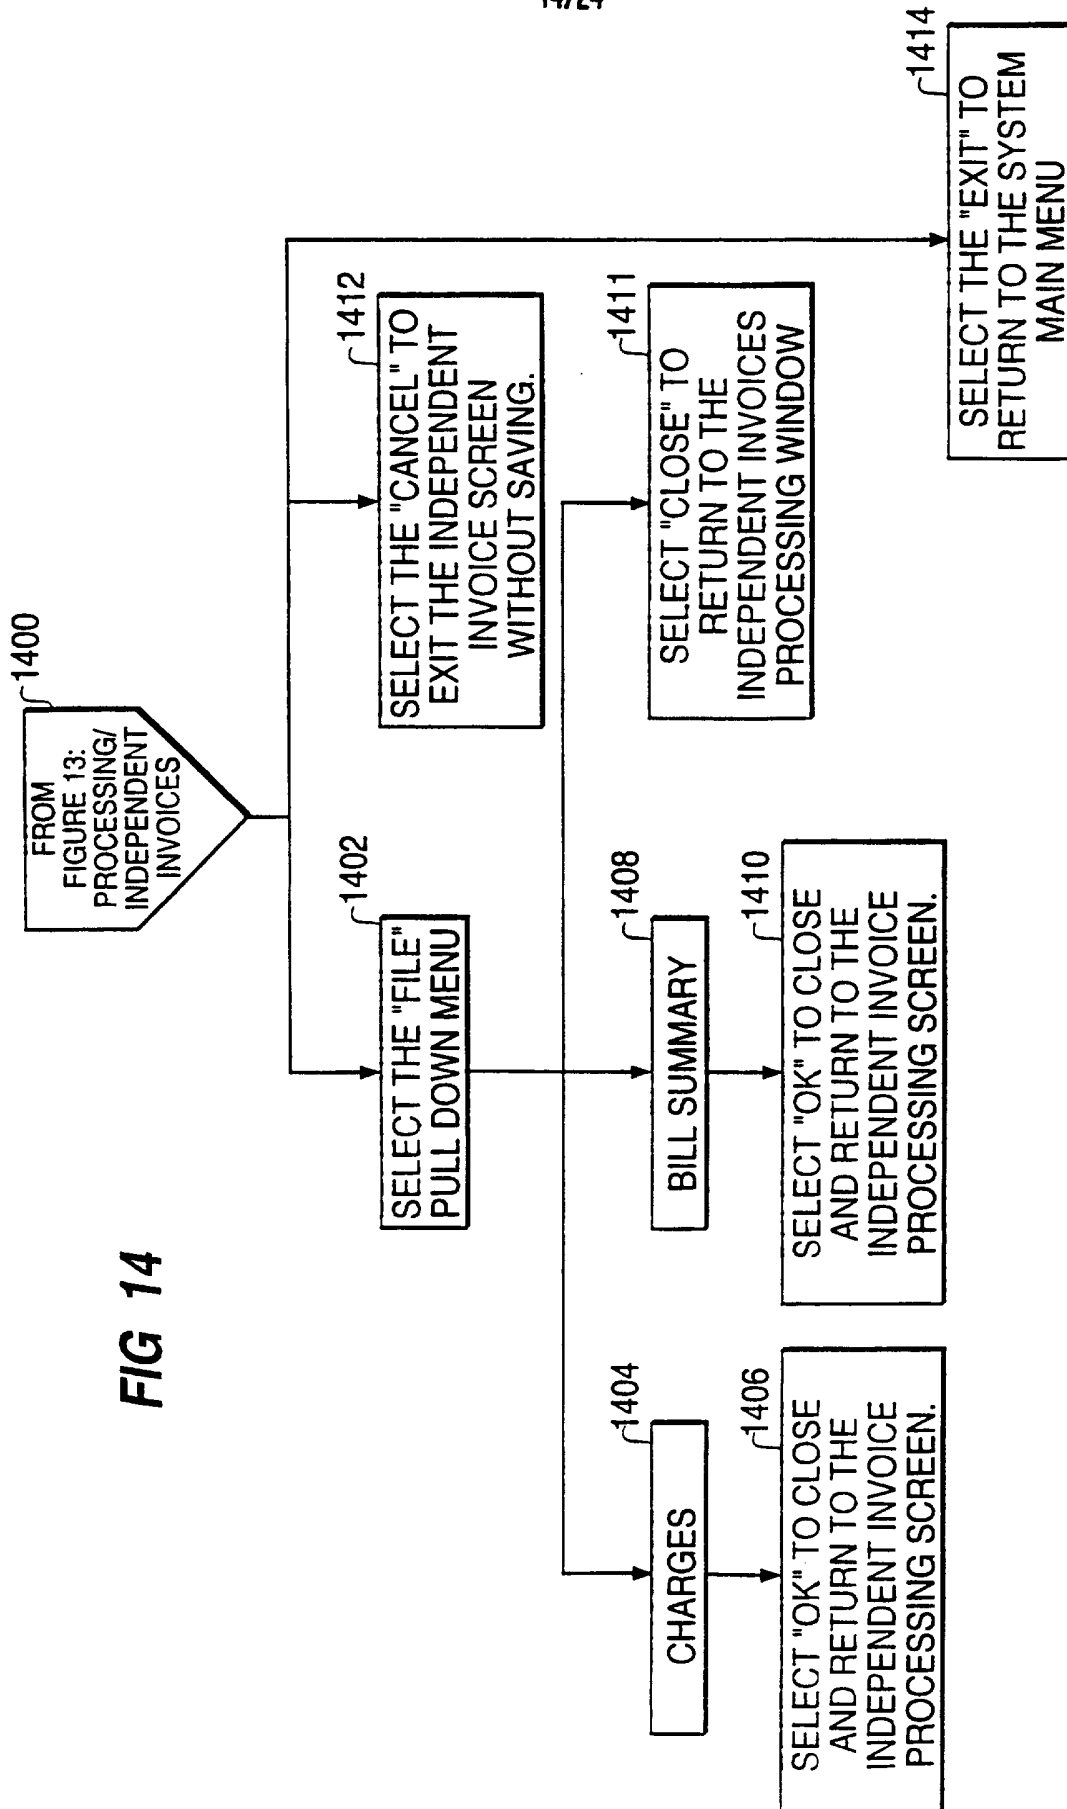 14/24
FIG 14
1400
FROM
FIGURE 13:
PROCESSING/
INDEPENDENT
INVOICES
1402
SELECT THE "FILE"
PULL DOWN MENU
1412
SELECT THE "CANCEL" TO
EXIT THE INDEPENDENT
INVOICE SCREEN
WITHOUT SAVING.
1404
CHARGES
1408
BILL SUMMARY
1411
SELECT "CLOSE" TO
RETURN TO THE
INDEPENDENT INVOICES
PROCESSING WINDOW
1406
SELECT "OK" TO CLOSE
AND RETURN TO THE
INDEPENDENT INVOICE
PROCESSING SCREEN.
1410
SELECT "OK" TO CLOSE
AND RETURN TO THE
INDEPENDENT INVOICE
PROCESSING SCREEN.
1414
SELECT THE "EXIT" TO
RETURN TO THE SYSTEM
MAIN MENU